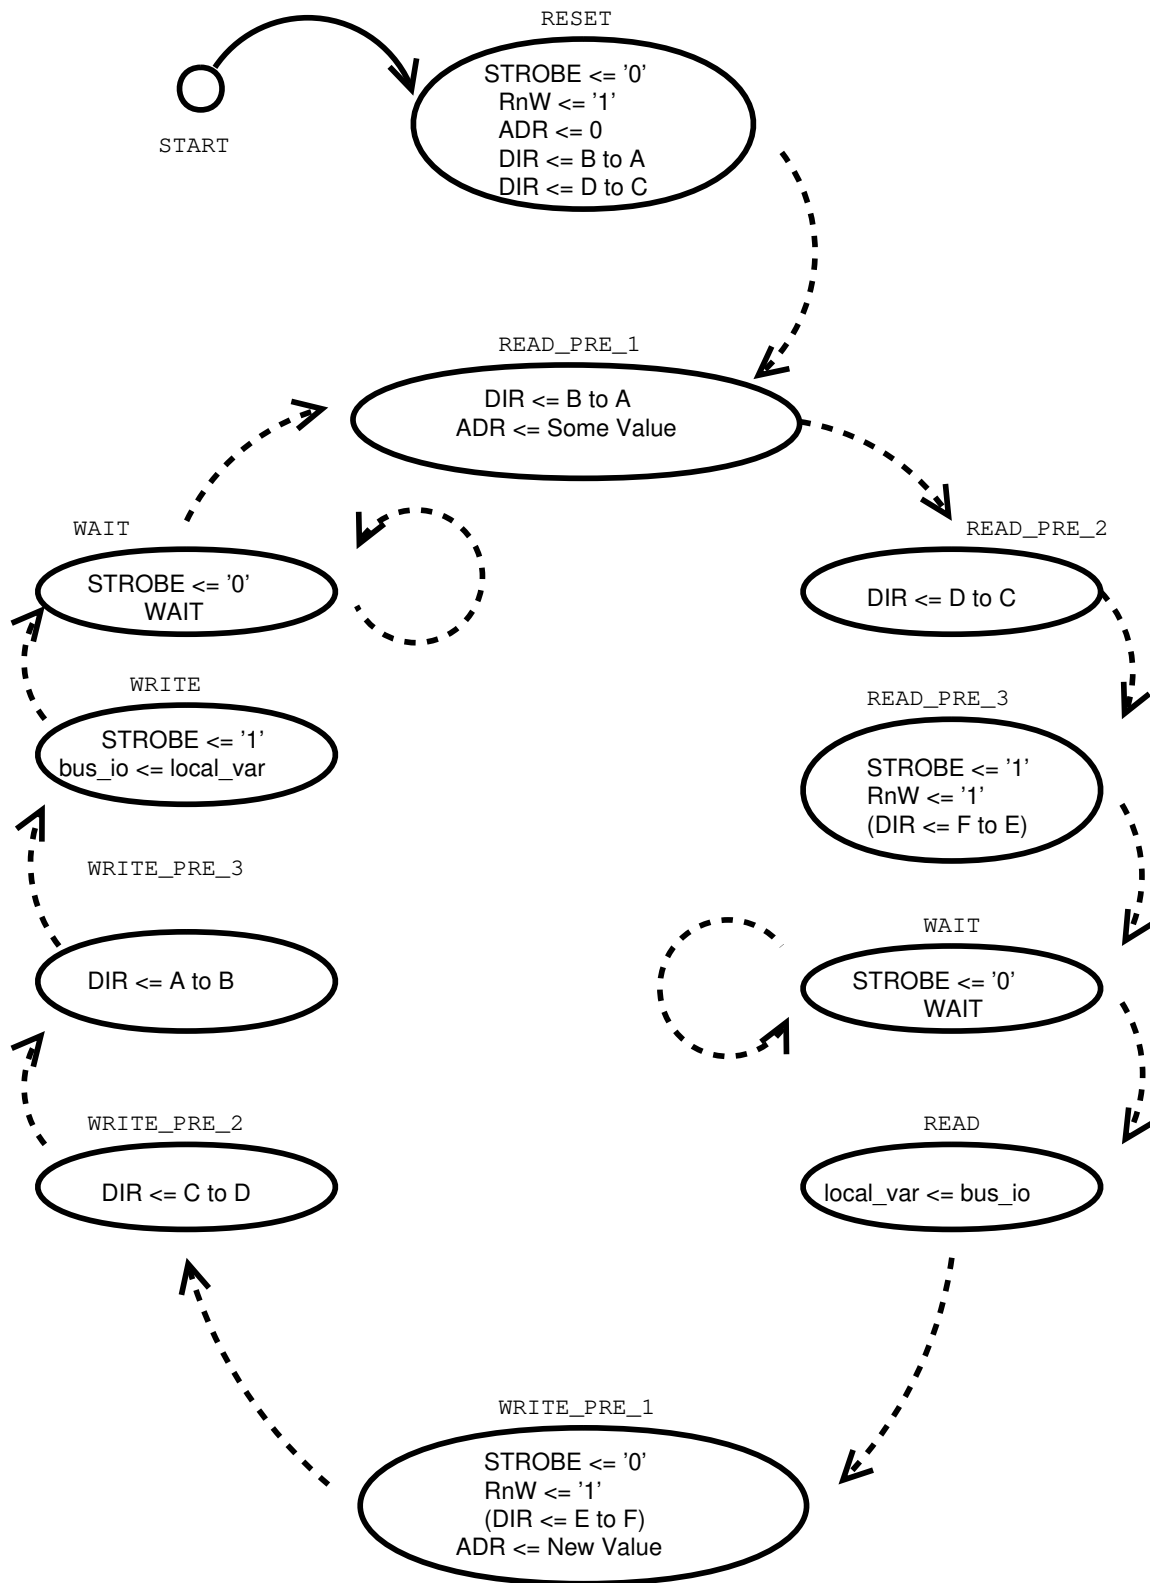 RESET
STROBE <= '0'
RnW <= '1'
ADR <= 0
DIR <= B to A
DIR <= D to C
START
READ_PRE_1
DIR <= B to A
ADR <= Some Value
READ_PRE_2
DIR <= D to C
READ_PRE_3
STROBE <= '1'
RnW <= '1'
(DIR <= F to E)
WAIT
STROBE <= '0'
WAIT
READ
local_var <= bus_io
WRITE_PRE_1
STROBE <= '0'
RnW <= '1'
(DIR <= E to F)
ADR <= New Value
WRITE_PRE_2
DIR <= C to D
WRITE_PRE_3
DIR <= A to B
WRITE
STROBE <= '1'
bus_io <= local_var
WAIT
STROBE <= '0'
WAIT